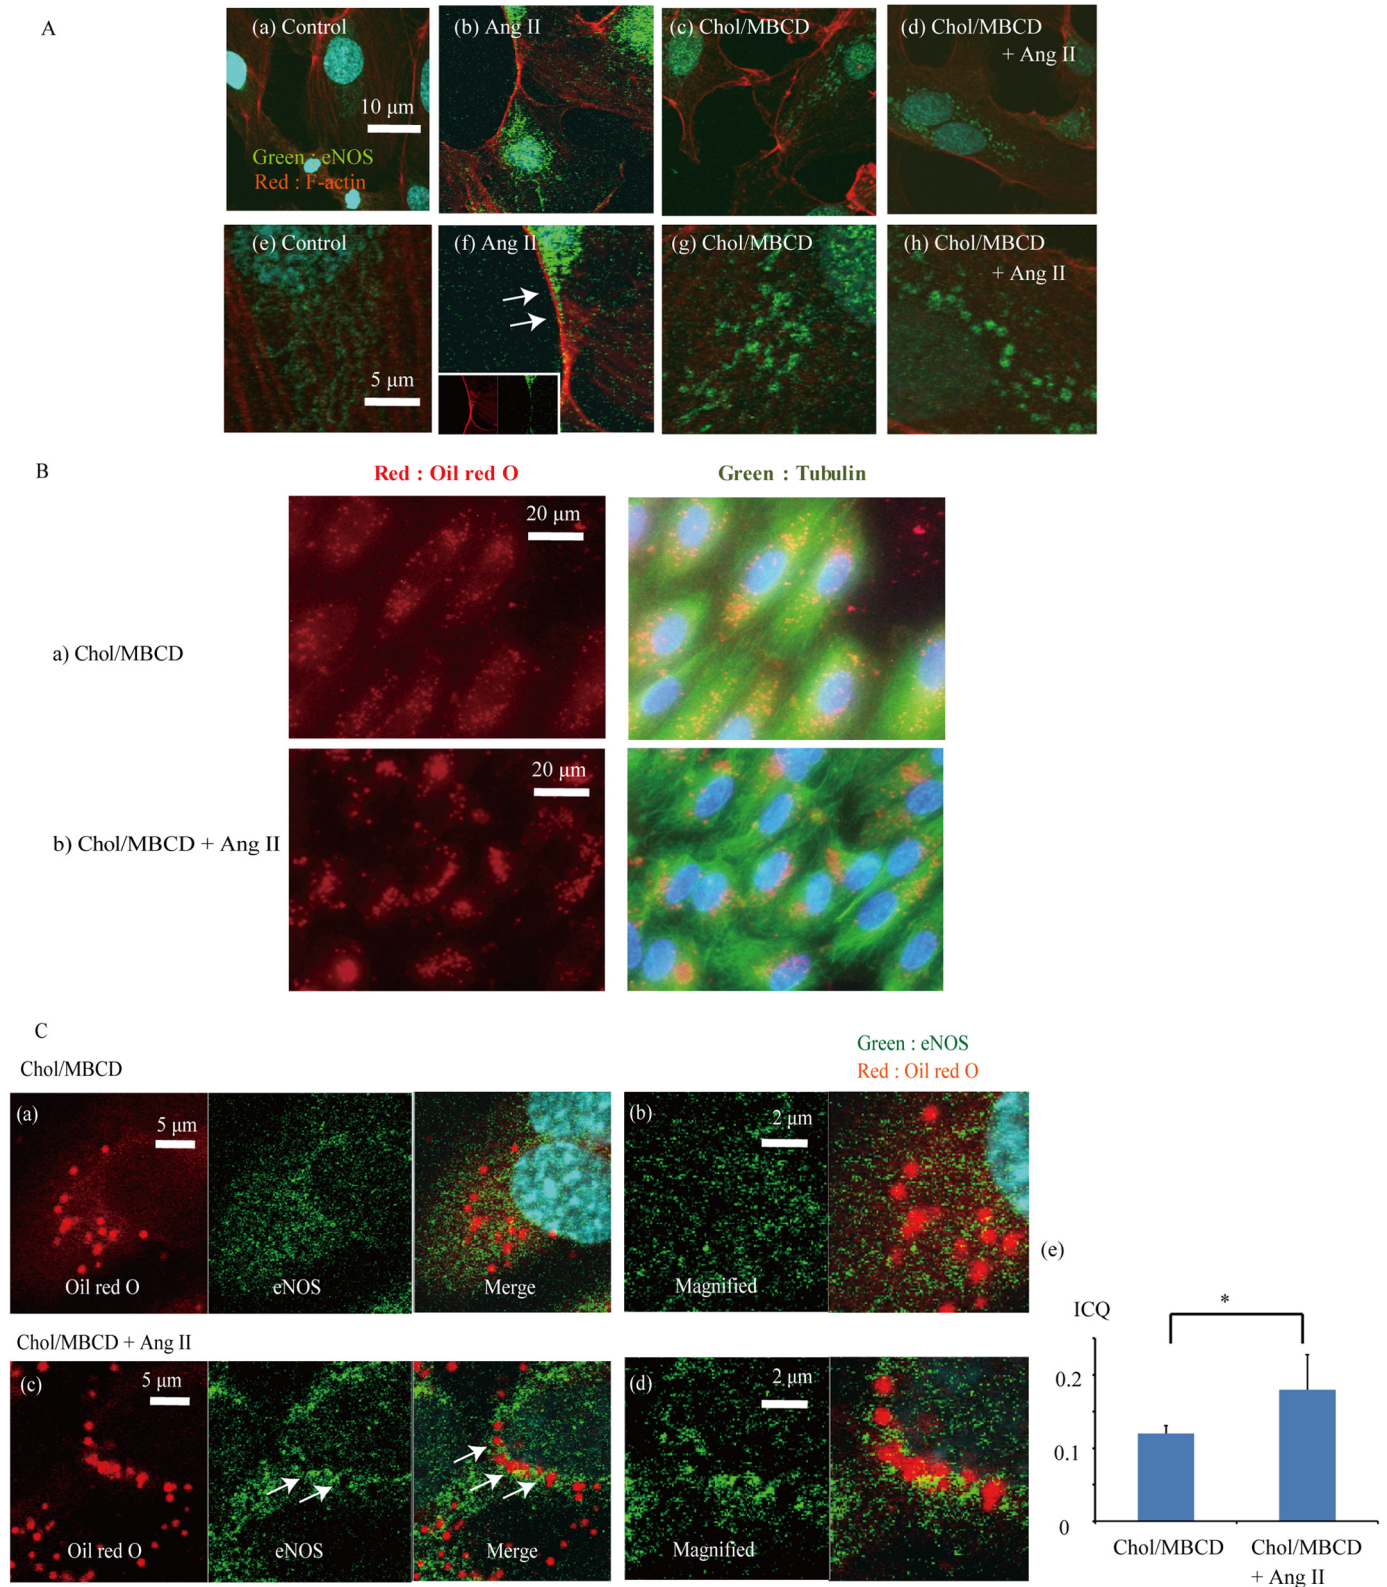 A
(a) Control
(b) Ang II
(c) Chol/MBCD
(d) Chol/MBCD
+ Ang II
10 μm
Green : eNOS
Red : F-actin
(e) Control
(f) Ang II
(g) Chol/MBCD
(h) Chol/MBCD
+ Ang II
5 μm
B
Red : Oil red O
Green : Tubulin
20 μm
a) Chol/MBCD
20 μm
b) Chol/MBCD + Ang II
C
Green : eNOS
Red : Oil red O
Chol/MBCD
(a)
5 μm
Oil red O
eNOS
Merge
(b)
2 μm
Magnified
Chol/MBCD + Ang II
(c)
5 μm
Oil red O
eNOS
Merge
(d)
2 μm
Magnified
(e)
ICQ
*
0.2
0.1
0
Chol/MBCD
Chol/MBCD
+ Ang II